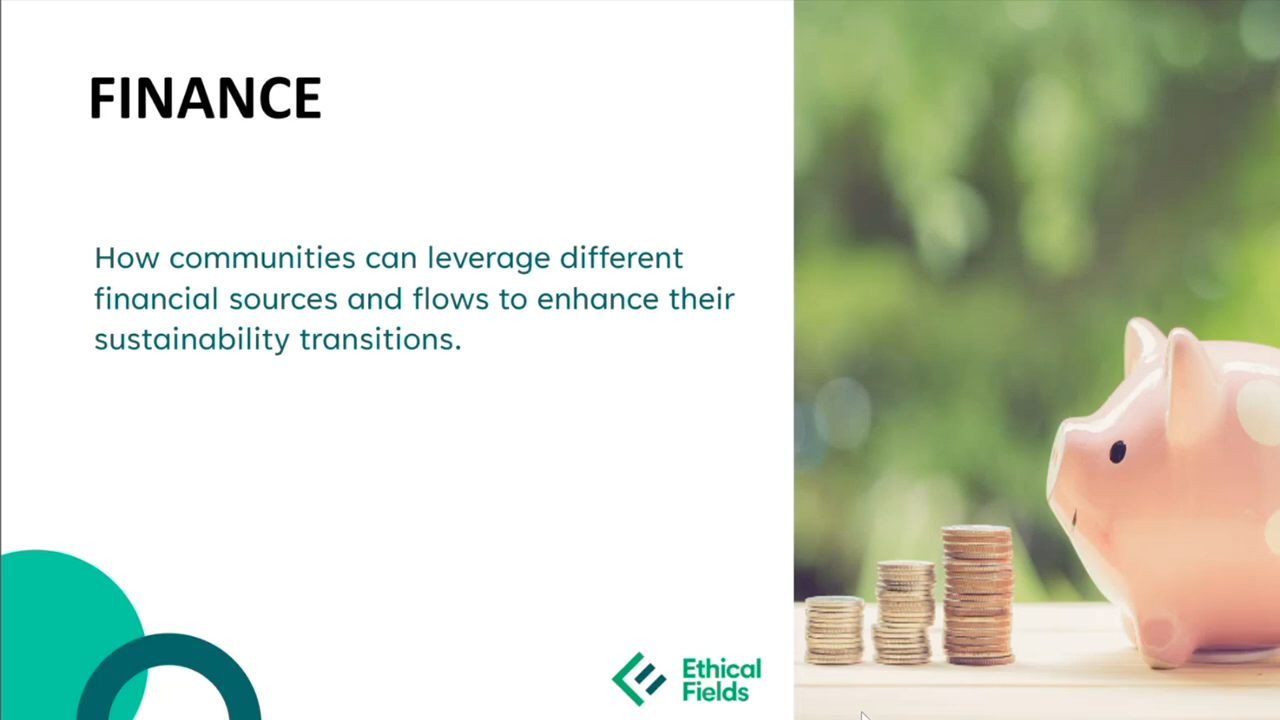 FINANCE
How communities can leverage different
financial sources and flows to enhance their
sustainability transitions.
Ethical
Fields